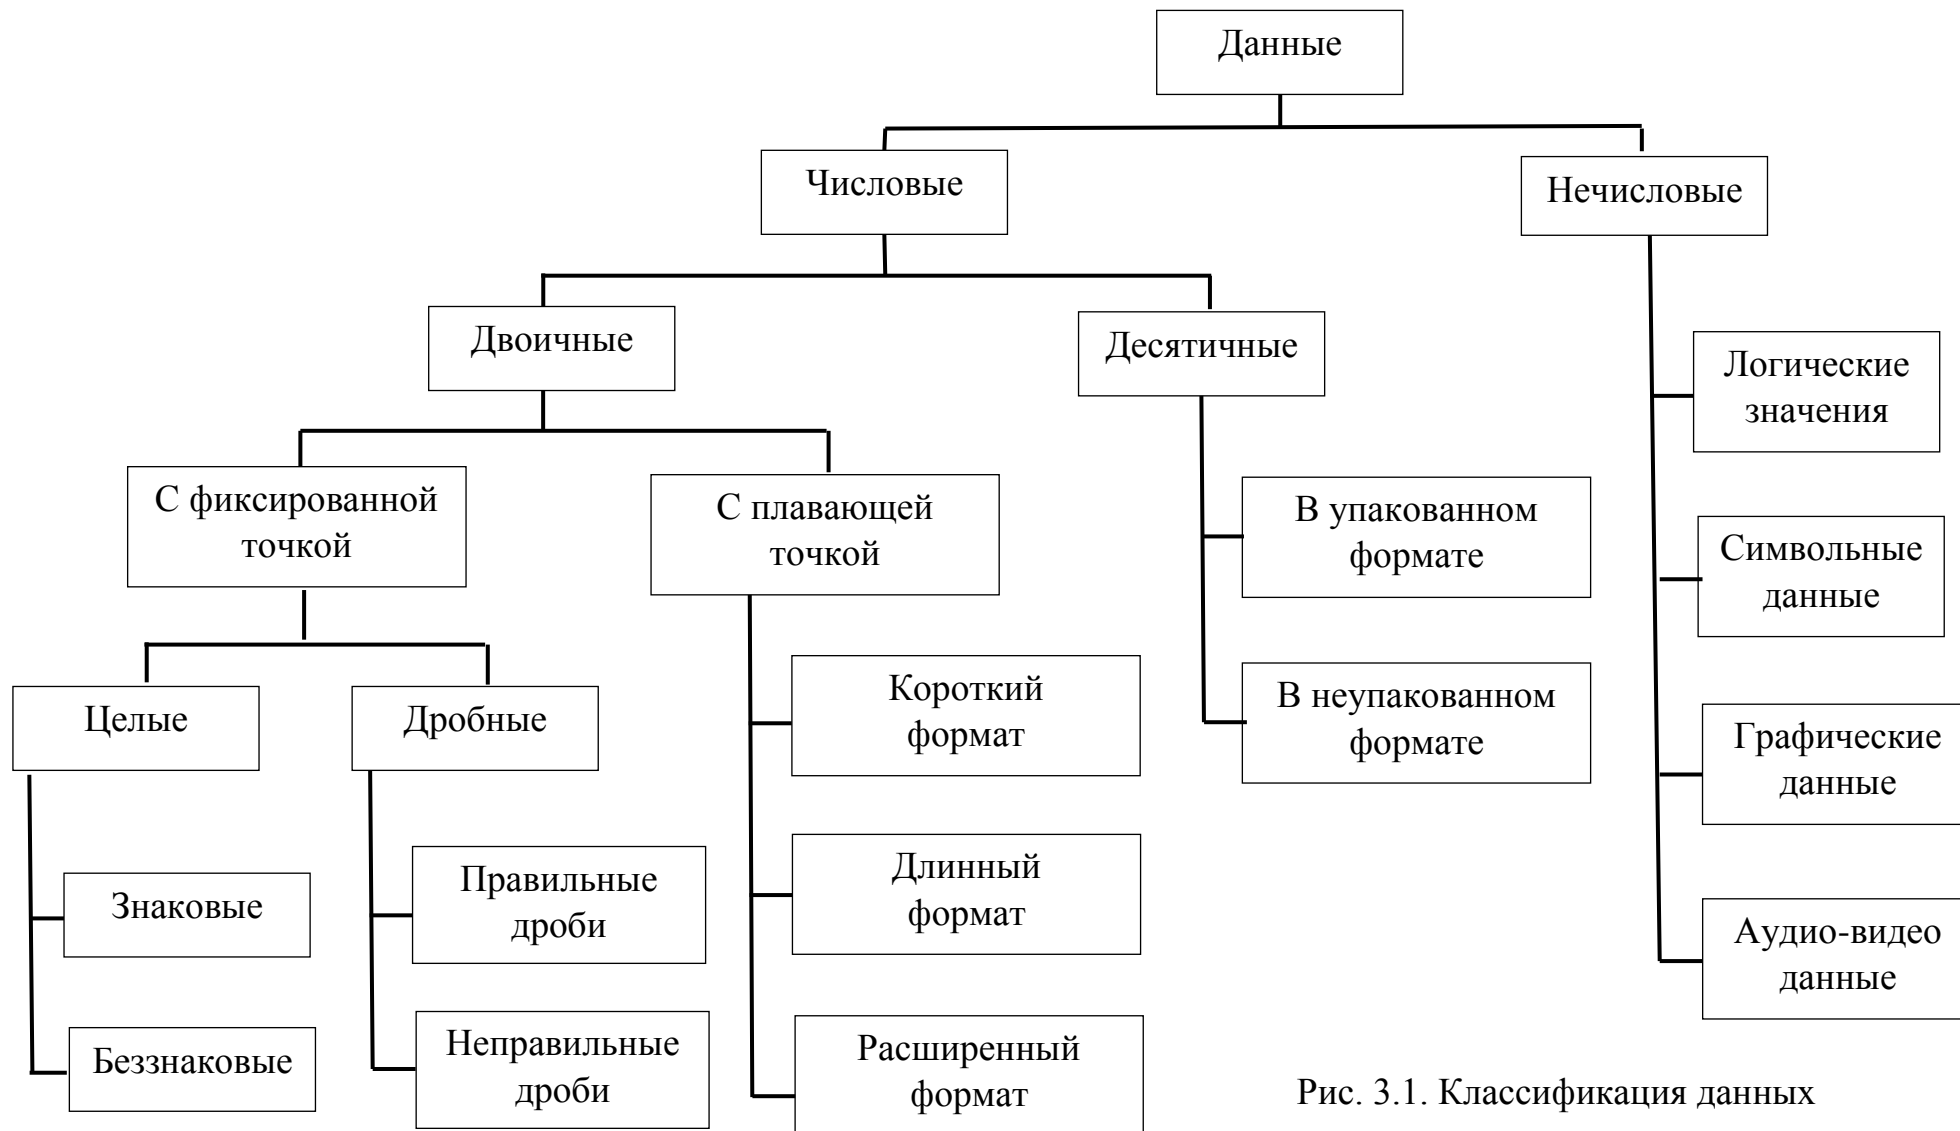 Данные
Числовые
Нечисловые
Двоичные
Десятичные
Логические
значения
С фиксированной
точкой
С плавающей
точкой
В упакованном
формате
Символьные
данные
Целые
Дробные
Короткий
формат
В неупакованном
формате
Графические
данные
Знаковые
Правильные
дроби
Длинный
формат
Аудио-видео
данные
Беззнаковые
Неправильные
дроби
Расширенный
формат
Рис. 3.1. Классификация данных